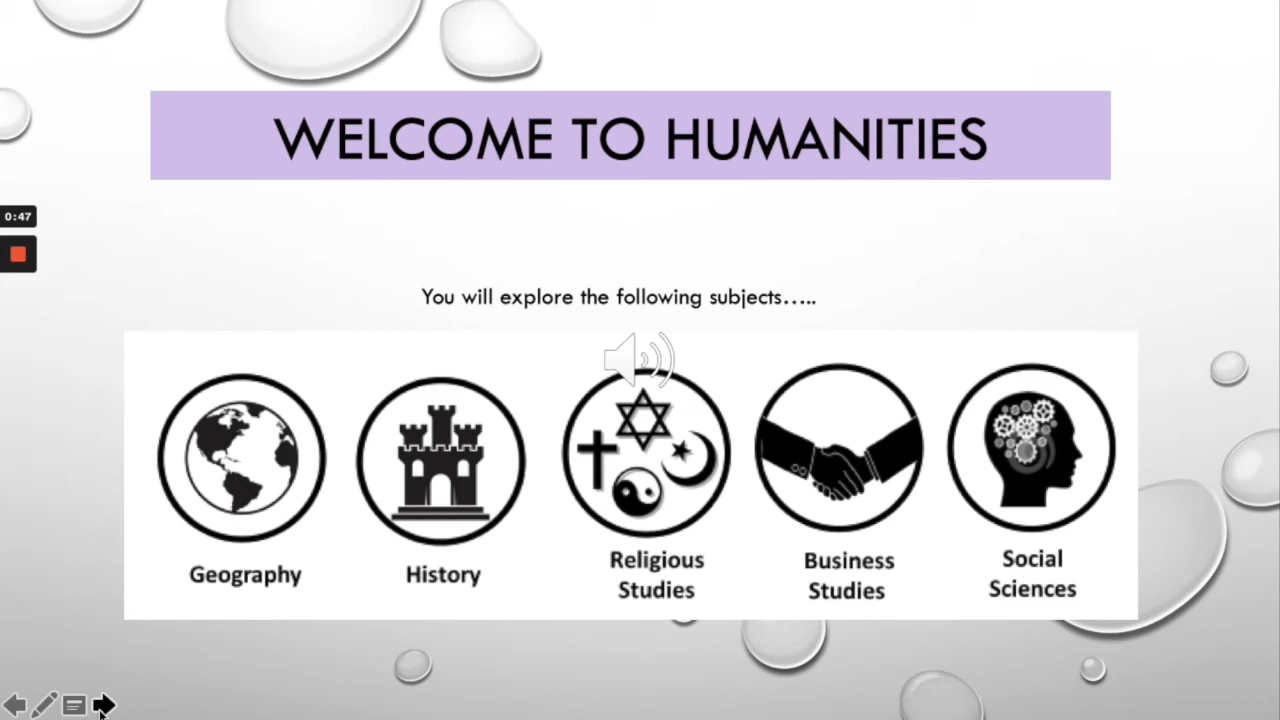 WELCOME TO HUMANITIES
0:47
You will explore the following subjects.....
Geography
History
Religious
Studies
Business
Studies
Social
Sciences